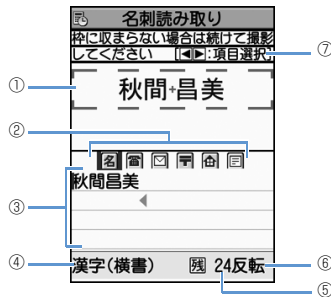 名刺読み取り
枠に収まらない場合は続けて撮影
してください [◀▶:項目選択]
⑦
①
秋間+昌美
②
名 ☎ ✉ 〒
秋間昌美
③
④
漢字(横書) 残 24反転
⑥
⑤